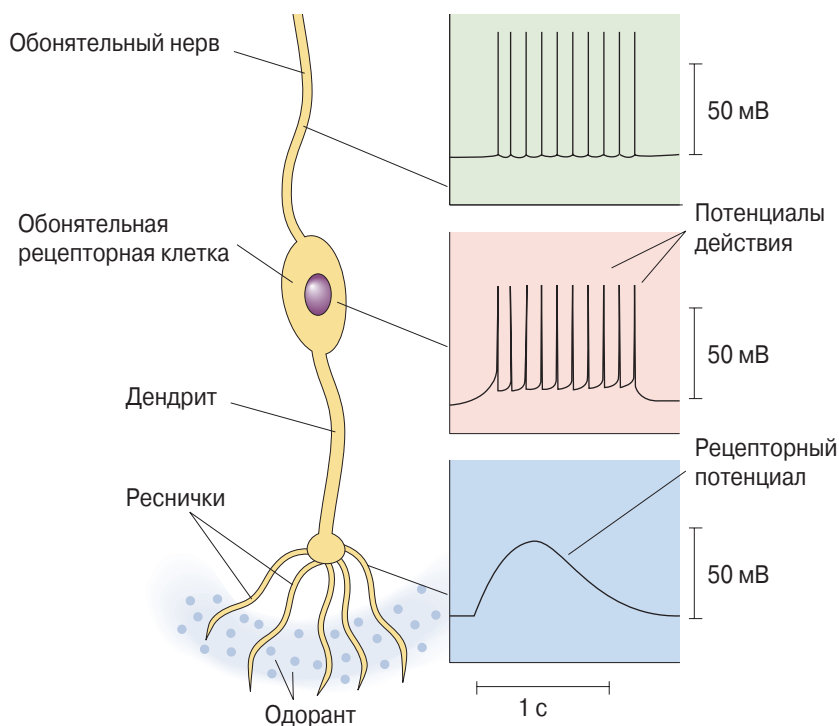 Обонятельный нерв
50 мВ
Обонятельная
рецепторная клетка
Потенциалы
действия
50 мВ
Дендрит
Рецепторный
потенциал
Реснички
50 мВ
Одорант
1 с